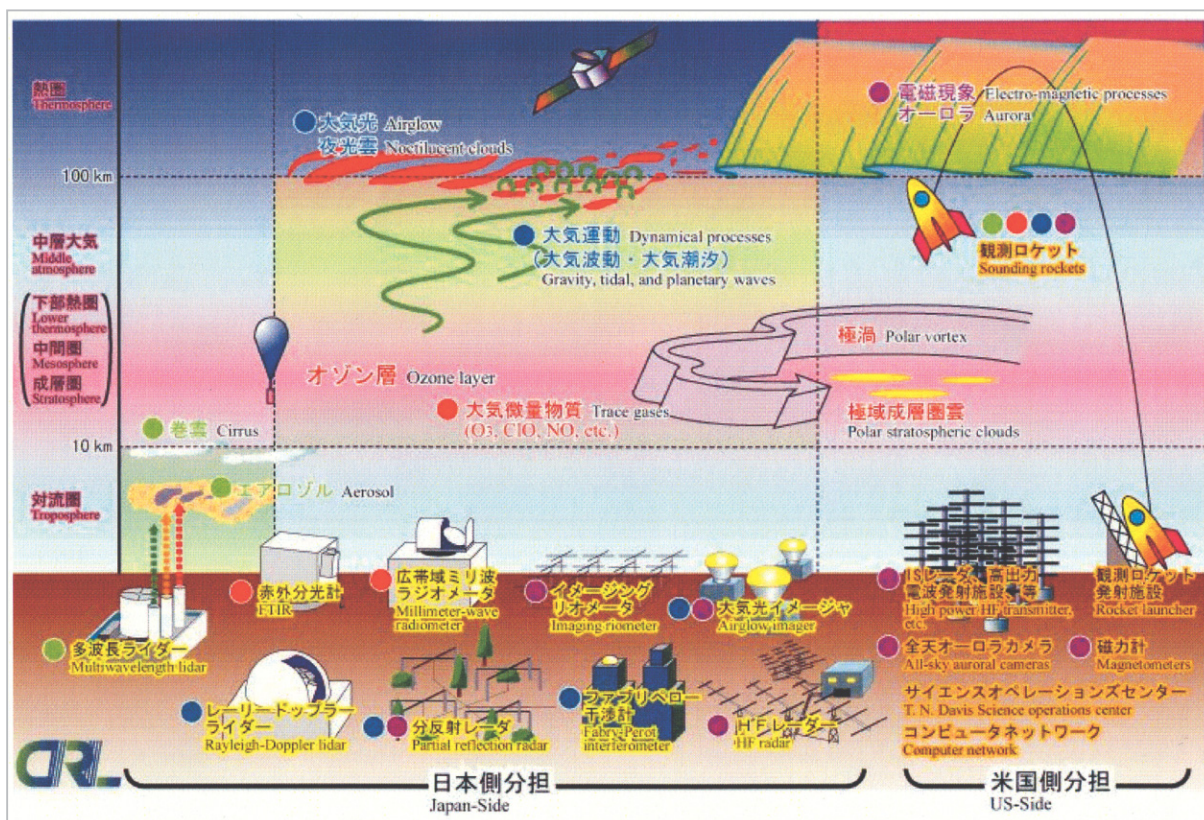 熱圏
Thermosphere
大気光 Airglow
夜光雲 Noctilucent clouds
電磁現象 Electro-magnetic processes
オーロラ Aurora
100 km
中層大気
Middle
atmosphere
下部熱圏
Lower
thermosphere
中間圏
Mesosphere
成層圏
Stratosphere
大気運動 Dynamical processes
(大気波動・大気潮汐)
Gravity, tidal, and planetary waves
観測ロケット
Sounding rockets
極渦 Polar vortex
オゾン層 Ozone layer
大気微量物質 Trace gases
(O3, ClO, NO, etc.)
極域成層圏雲
Polar stratospheric clouds
巻雲 Cirrus
10 km
エアロゾル Aerosol
対流圏
Troposphere
赤外分光計
FTIR
広帯域ミリ波
ラジオメータ
Millimeter-wave
radiometer
イメージング
リオメータ
Imaging riometer
大気光イメージャ
Airglow imager
ISレーダ、高出力
電波発射施設等
High power HF transmitter,
etc.
観測ロケット
発射施設
Rocket launcher
多波長ライダー
Multiwavelength lidar
全天オーロラカメラ
All-sky auroral cameras
磁力計
Magnetometers
レーリードップラー
ライダー
Rayleigh-Doppler lidar
分反射レーダ
Partial reflection radar
ファブリペロー
干渉計
Fabry-Perot
interferometer
HFレーダー
HF radar
サイエンスオペレーションズセンター
T. N. Davis Science operations center
コンピュータネットワーク
Computer network
CRL
日本側分担
Japan-Side
米国側分担
US-Side